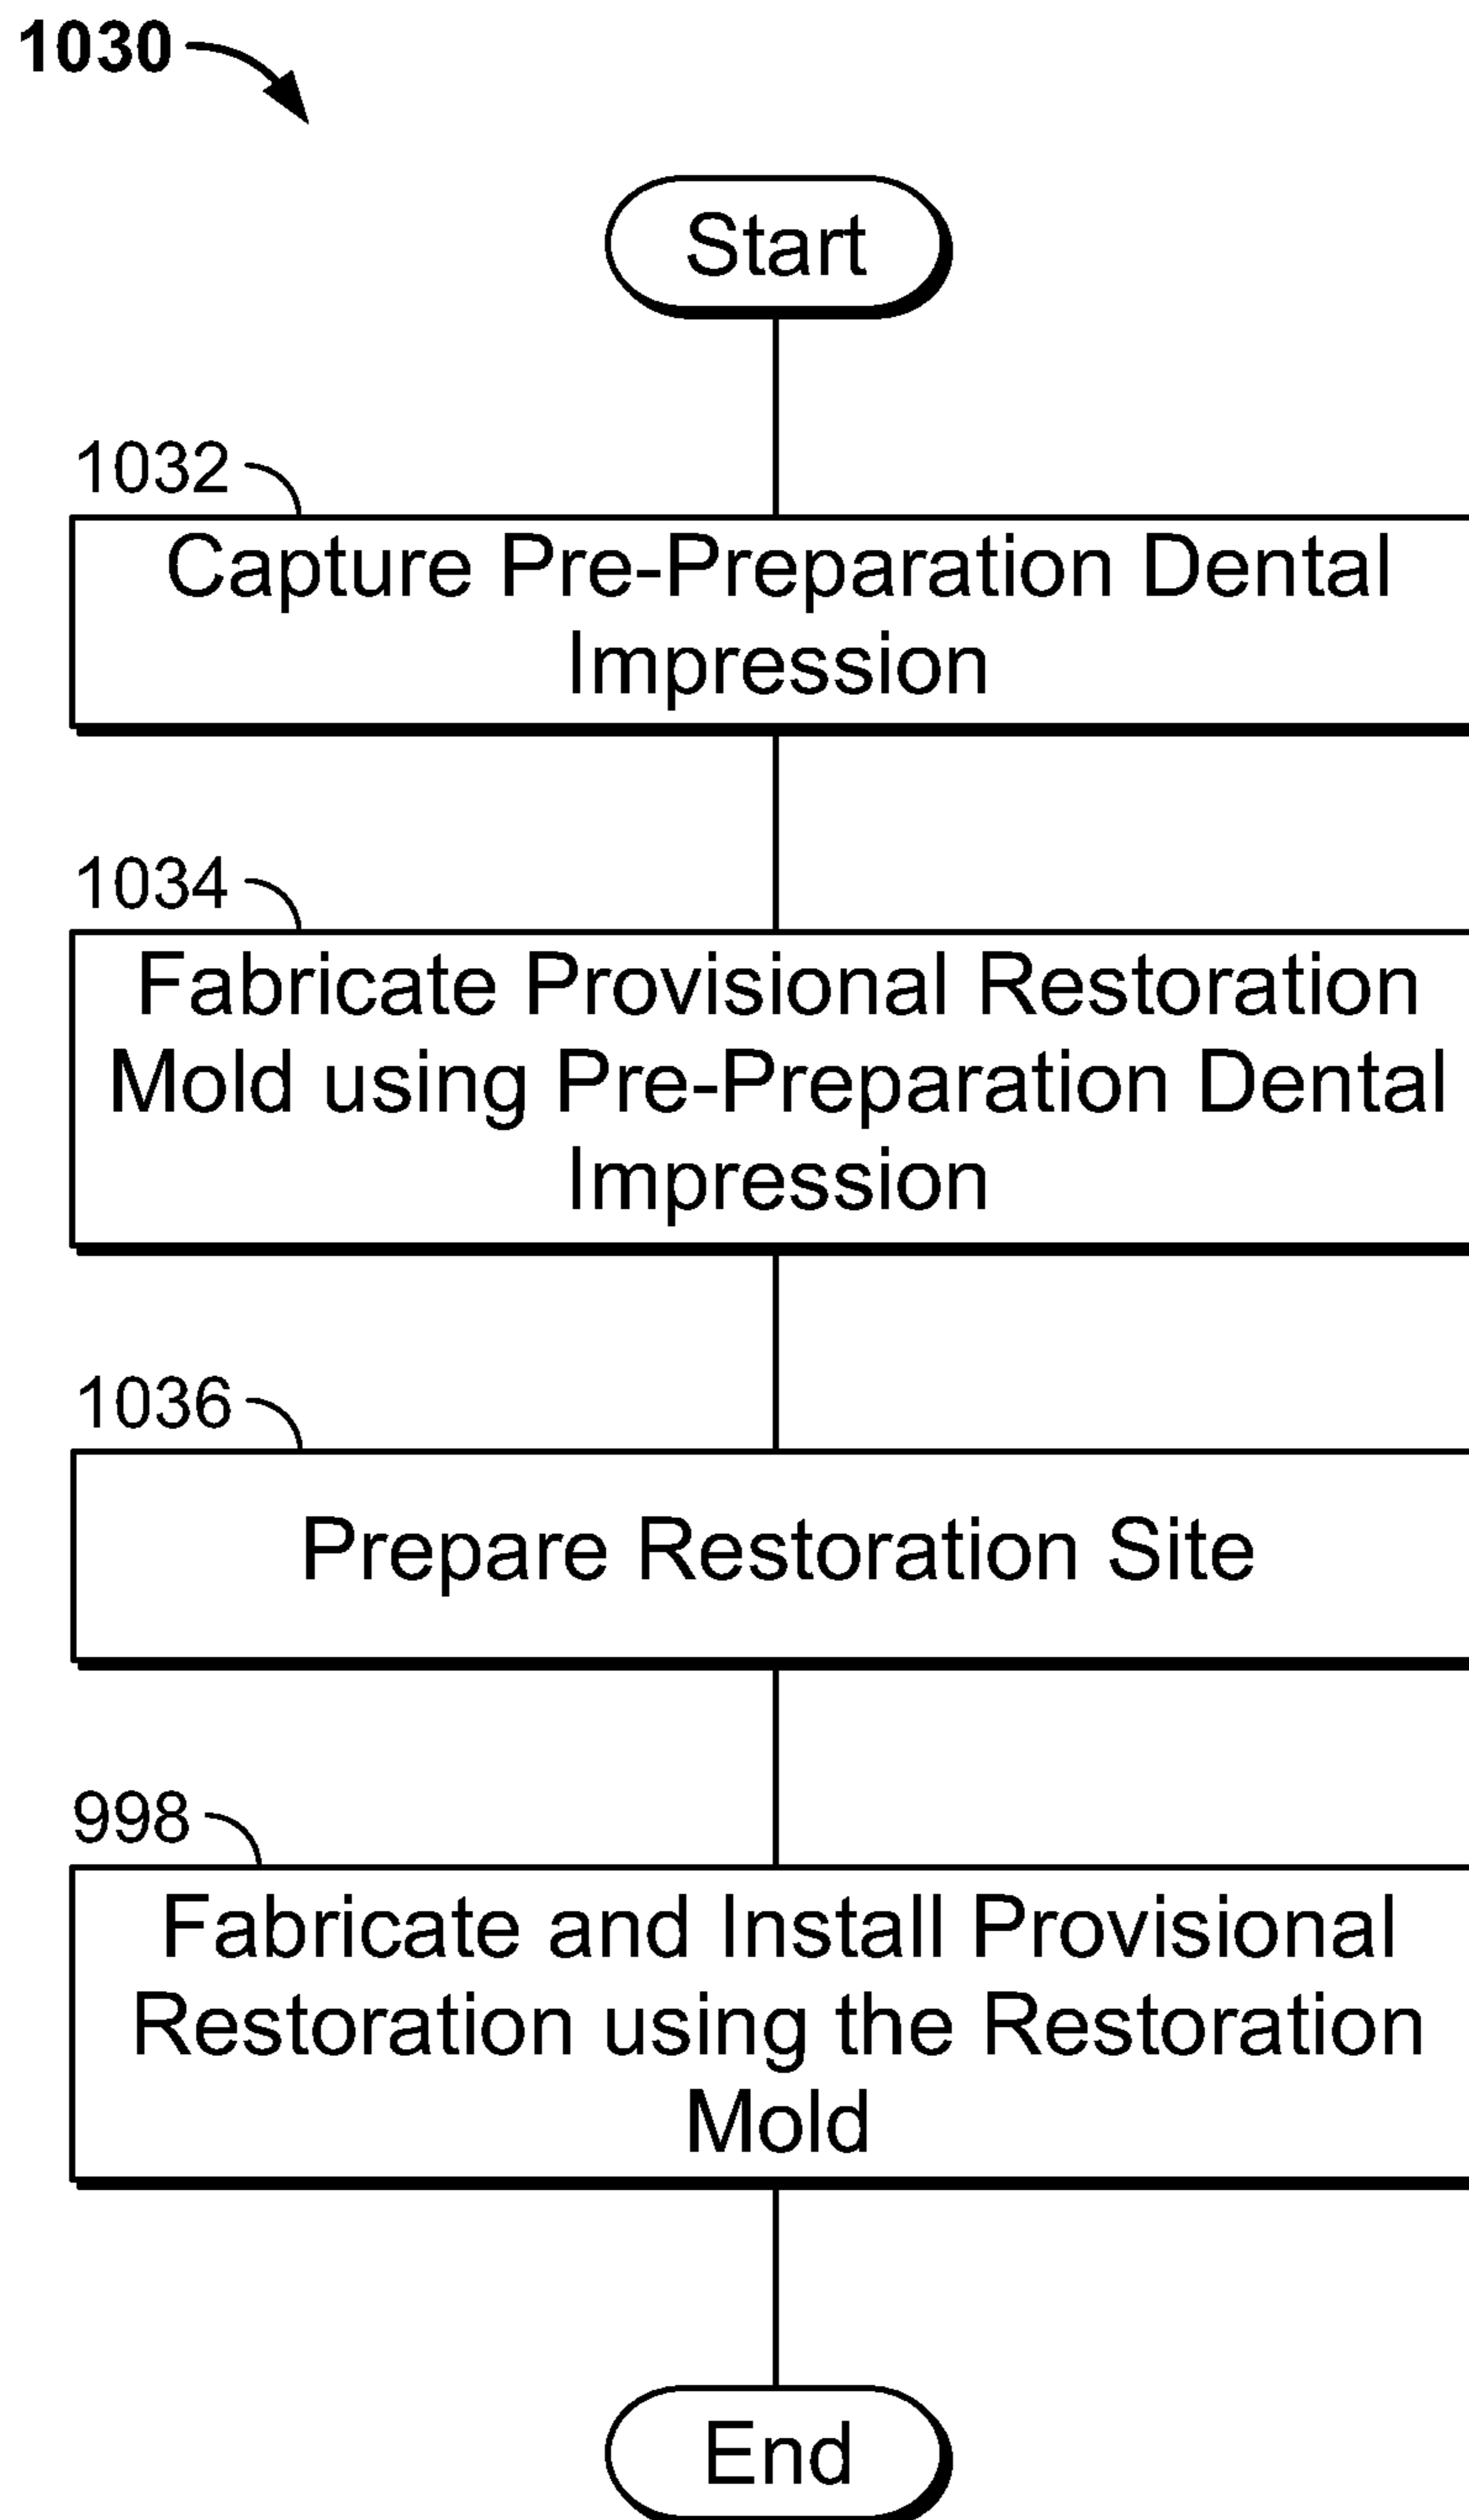 1030
Start
1032
Capture Pre-Preparation Dental
Impression
1034
Fabricate Provisional Restoration
Mold using Pre-Preparation Dental
Impression
1036
Prepare Restoration Site
998
Fabricate and Install Provisional
Restoration using the Restoration
Mold
End